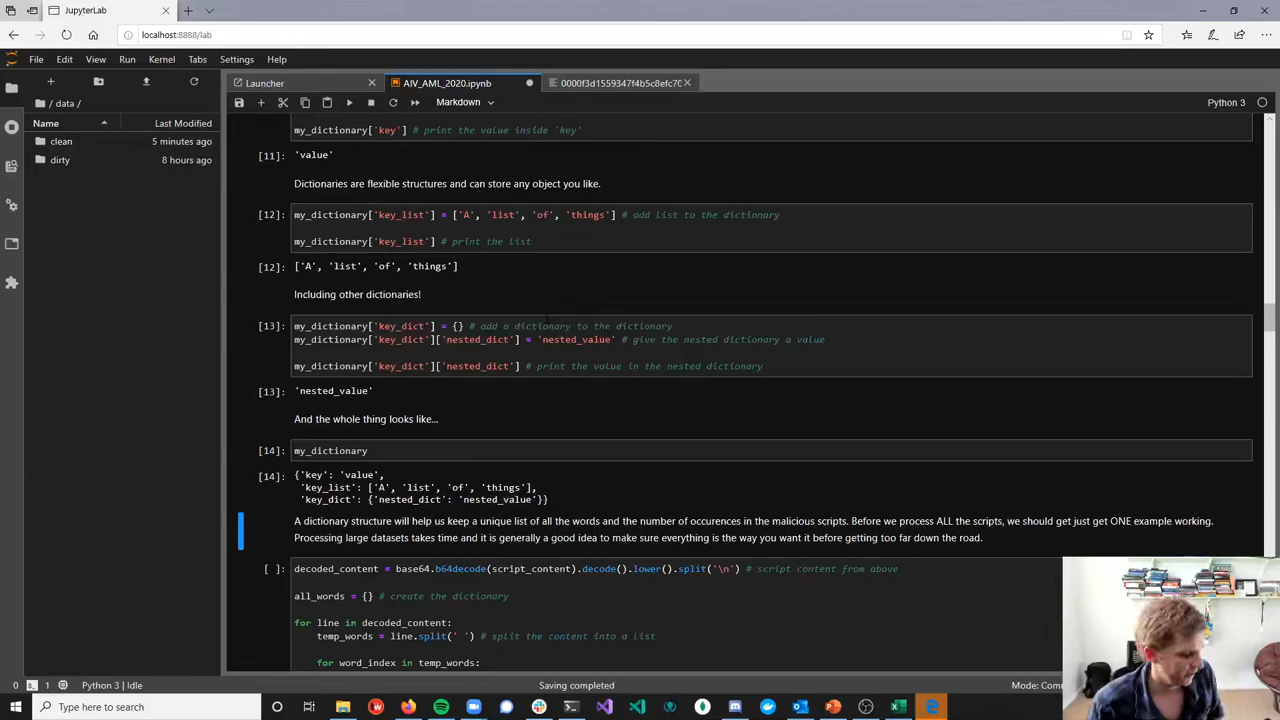 JupyterLab
localhost:8888/lab
File Edit View Run Kernel Tabs Settings Help
Launcher
AIV_AML_2020.ipynb
0000f3d1559347f4b5c8efc70
Markdown
Python 3
/ data /
Name
Last Modified
clean
5 minutes ago
dirty
8 hours ago
my_dictionary['key'] # print the value inside 'key'
[11]: 'value'
Dictionaries are flexible structures and can store any object you like.
[12]: my_dictionary['key_list'] = ['A', 'list', 'of', 'things'] # add list to the dictionary
my_dictionary['key_list'] # print the list
[12]: ['A', 'list', 'of', 'things']
Including other dictionaries!
[13]: my_dictionary['key_dict'] = {} # add a dictionary to the dictionary
my_dictionary['key_dict']['nested_dict'] = 'nested_value' # give the nested dictionary a value
my_dictionary['key_dict']['nested_dict'] # print the value in the nested dictionary
[13]: 'nested_value'
And the whole thing looks like…
[14]: my_dictionary
[14]: {'key': 'value',
'key_list': ['A', 'list', 'of', 'things'],
'key_dict': {'nested_dict': 'nested_value'}}
A dictionary structure will help us keep a unique list of all the words and the number of occurences in the malicious scripts. Before we process ALL the scripts, we should get just get ONE example working.
Processing large datasets takes time and it is generally a good idea to make sure everything is the way you want it before getting too far down the road.
[ ]: decoded_content = base64.b64decode(script_content).decode().lower().split('\n') # script content from above
all_words = {} # create the dictionary
for line in decoded_content:
temp_words = line.split(' ') # split the content into a list
for word_index in temp_words:
0
1
Python 3 | Idle
Saving completed
Mode: Comm
Type here to search